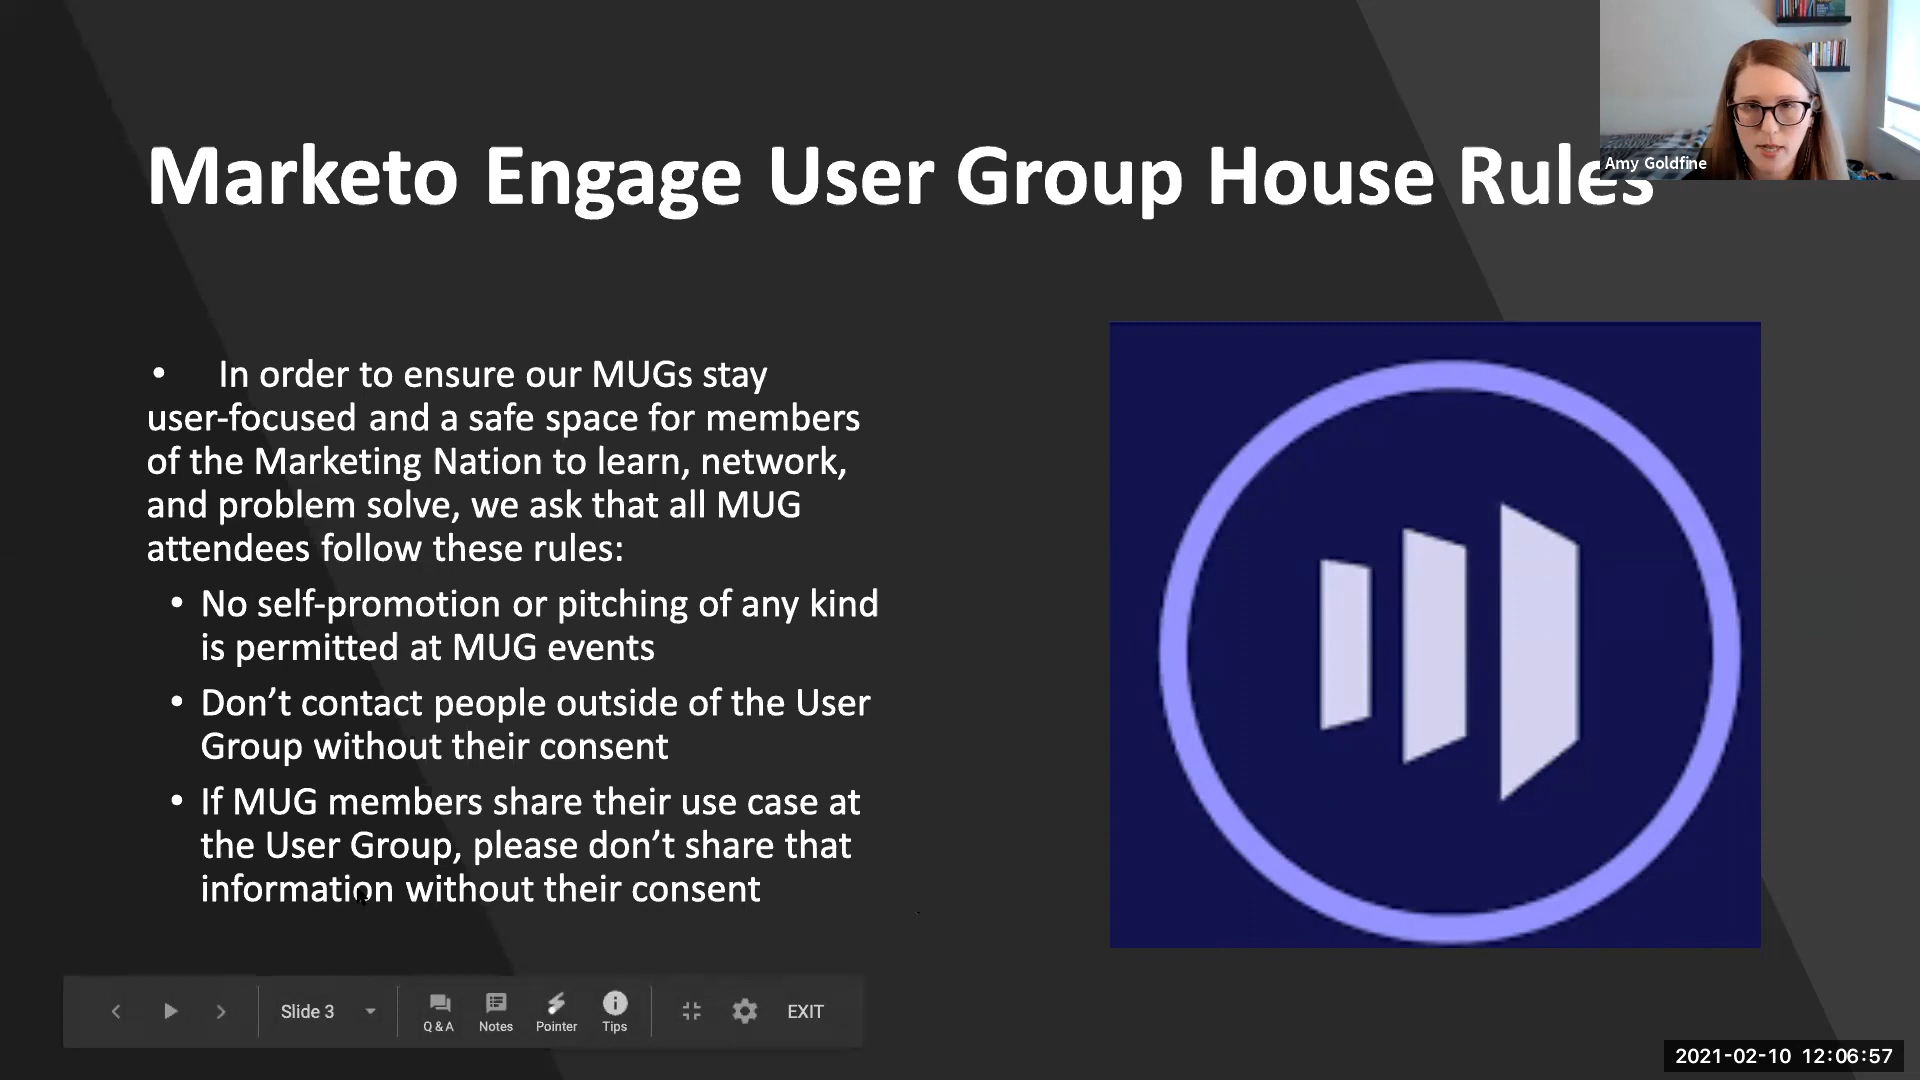 Marketo Engage User Group House Rules
Amy Goldfine
• In order to ensure our MUGs stay
user-focused and a safe space for members
of the Marketing Nation to learn, network,
and problem solve, we ask that all MUG
attendees follow these rules:
• No self-promotion or pitching of any kind
is permitted at MUG events
• Don’t contact people outside of the User
Group without their consent
• If MUG members share their use case at
the User Group, please don’t share that
information without their consent
Slide 3
Q & A
Notes
Pointer
Tips
EXIT
2021-02-10 12:06:57